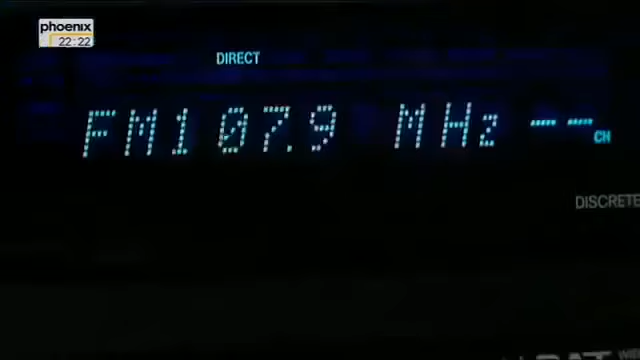 phoenix
22:22
DIRECT
FM107.9 MHz --
CH
DISCRETE